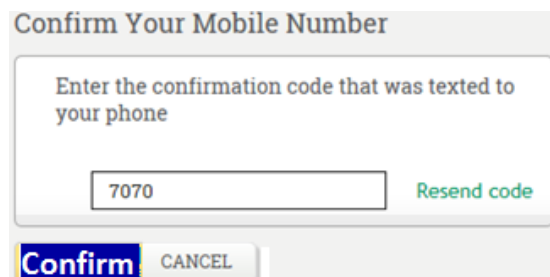 Confirm Your Mobile Number
Enter the confirmation code that was texted to
your phone
7070 Resend code
Confirm CANCEL